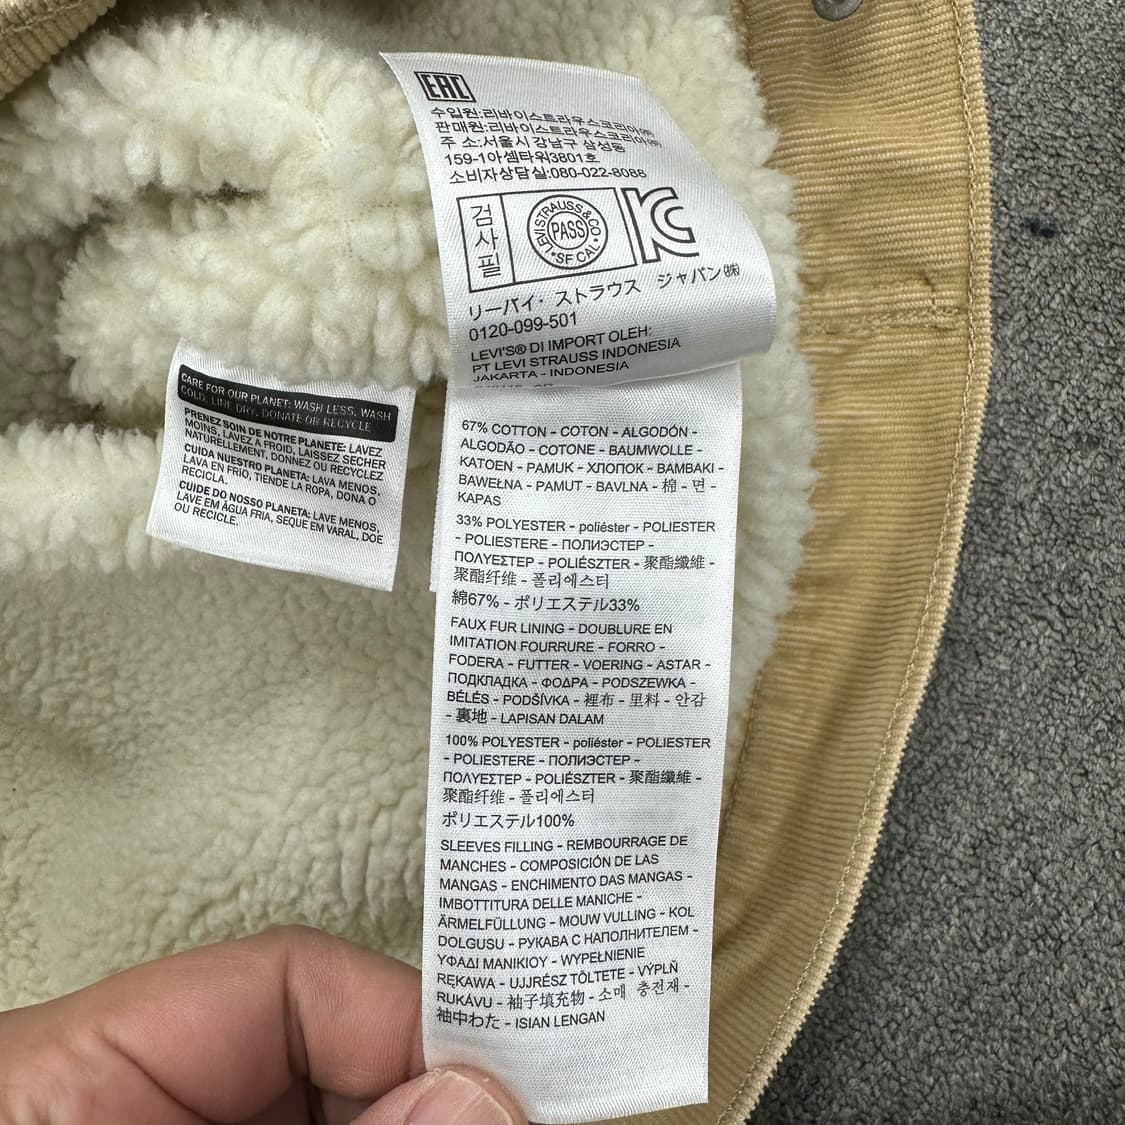 EAC
수입원:리바이스트라우스코리아㈜
판매원:리바이스트라우스코리아㈜
주 소:서울시 강남구 삼성동
159-1아셈타워3801호
소비자상담실:080-022-8088
검사필
LEVI STRAUSS & CO
PASS
SF CAL
KC
リーバイ・ストラウス ジャパン㈱
0120-099-501
LEVI'S® DI IMPORT OLEH:
PT LEVI STRAUSS INDONESIA
JAKARTA - INDONESIA
CARE FOR OUR PLANET: WASH LESS, WASH
COLD, LINE DRY, DONATE OR RECYCLE
PRENEZ SOIN DE NOTRE PLANETE: LAVEZ
MOINS, LAVEZ A FROID, LAISSEZ SÉCHER
NATURELLEMENT. DONNEZ OU RECYCLEZ
CUIDA NUESTRO PLANETA: LAVA MENOS,
LAVA EN FRIO, TIENDE LA ROPA, DONA O
RECICLA.
CUIDE DO NOSSO PLANETA: LAVE MENOS,
LAVE EM ÁGUA FRIA, SEQUE EM VARAL, DOE
OU RECICLE.
67% COTTON - COTON - ALGODÓN -
ALGODÃO - COTONE - BAUMWOLLE -
KATOEN - PAMUK - ХЛОПОК - BAMBAKI -
BAWEŁNA - PAMUT - BAVLNA - 棉 - 면 -
KAPAS
33% POLYESTER - poliéster - POLIESTER
- POLIESTERE - ПОЛИЭСТЕР -
ΠΟΛΥΕΣΤΕΡ - POLIÉSZTER - 聚酯纖維 -
聚酯纤维 - 폴리에스터
綿67% - ポリエステル33%
FAUX FUR LINING - DOUBLURE EN
IMITATION FOURRURE - FORRO -
FODERA - FUTTER - VOERING - ASTAR -
ПОДКЛАДКА - ΦΟΔΡΑ - PODSZEWKA -
BÉLÉS - PODŠÍVKA - 裡布 - 里料 - 안감
- 裏地 - LAPISAN DALAM
100% POLYESTER - poliéster - POLIESTER
- POLIESTERE - ПОЛИЭСТЕР -
ΠΟΛΥΕΣΤΕΡ - POLIÉSZTER - 聚酯纖維 -
聚酯纤维 - 폴리에스터
ポリエステル100%
SLEEVES FILLING - REMBOURRAGE DE
MANCHES - COMPOSICIÓN DE LAS
MANGAS - ENCHIMENTO DAS MANGAS -
IMBOTTITURA DELLE MANICHE -
ÄRMELFÜLLUNG - MOUW VULLING - KOL
DOLGUSU - РУКАВА С НАПОЛНИТЕЛЕМ -
ΥΦΑΔΙ ΜΑΝΙΚΙΟΥ - WYPEŁNIENIE
RĘKAWA - UJJRÉSZ TÖLTETE - VÝPLŇ
RUKÁVU - 袖子填充物 - 소매 충전재 -
袖中わた - ISIAN LENGAN